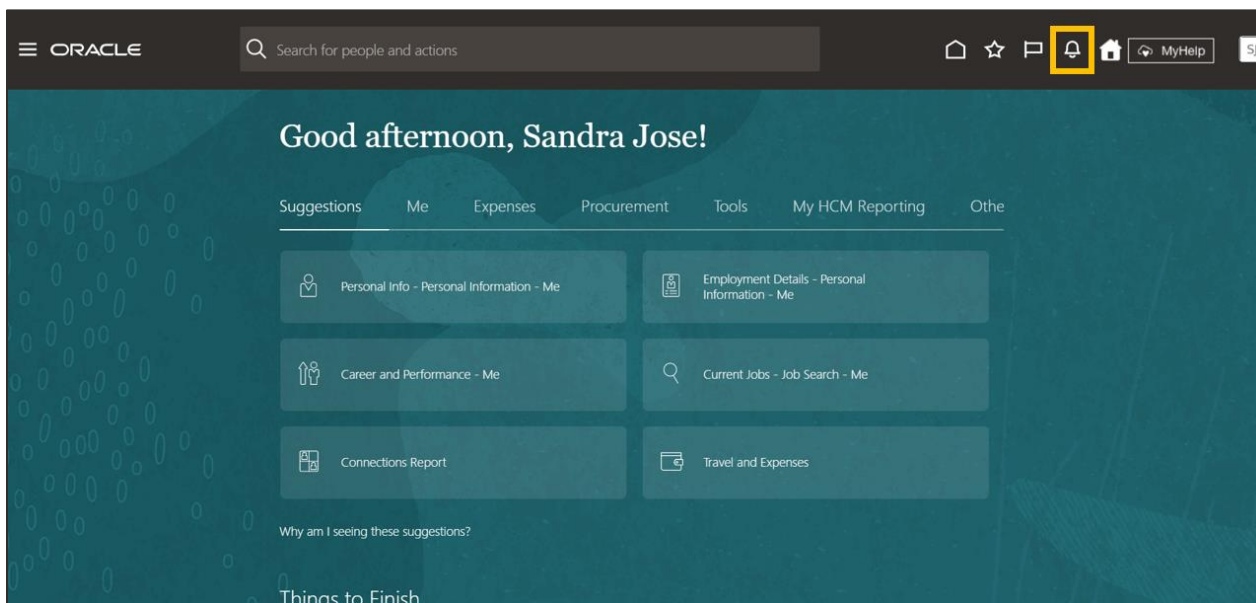 ORACLE
Search for people and actions
MyHelp
SJ
Good afternoon, Sandra Jose!
Suggestions Me Expenses Procurement Tools My HCM Reporting Othe
Personal Info - Personal Information - Me
Employment Details - Personal
Information - Me
Career and Performance - Me
Current Jobs - Job Search - Me
Connections Report
Travel and Expenses
Why am I seeing these suggestions?
Things to Finish